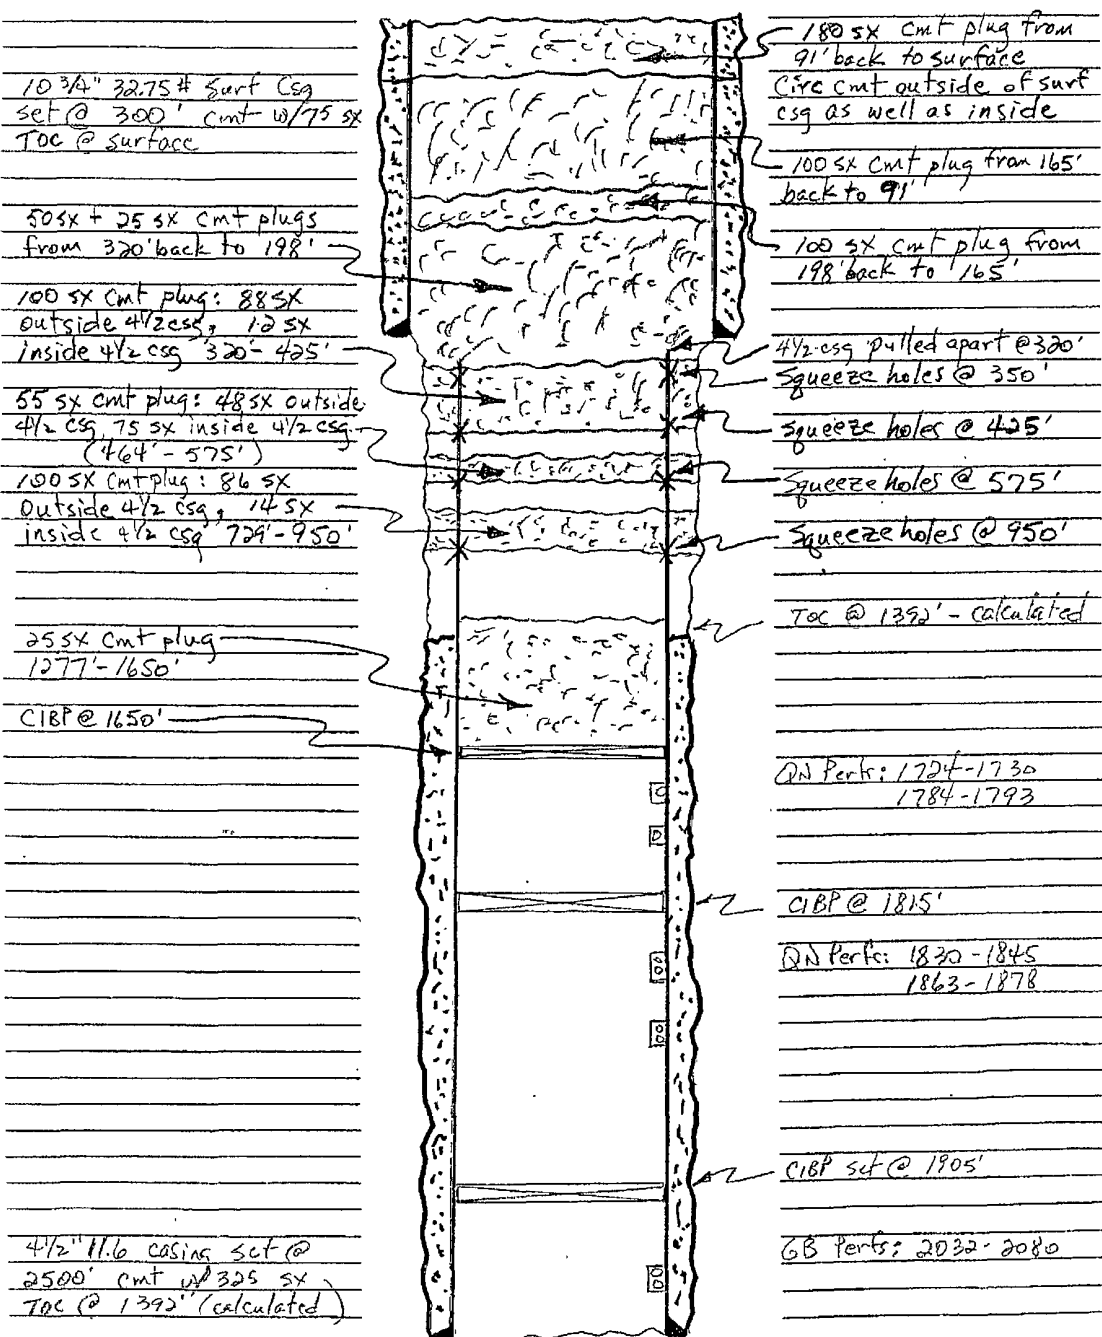 10 3/4" 32.75# Surf Csg
set @ 300' cmt w/75 sx
TOC @ surface
50 sx + 25 sx cmt plugs
from 320' back to 198'
100 sx cmt plug: 88 sx
outside 4 1/2 csg, 12 sx
inside 4 1/2 csg 320'-425'
55 sx cmt plug: 48 sx outside
4 1/2 csg, 75 sx inside 4 1/2 csg
(464'-575')
100 sx cmt plug: 86 sx
outside 4 1/2 csg, 14 sx
inside 4 1/2 csg 729'-950'
25 sx cmt plug
1277'-1650'
CIBP @ 1650'
4 1/2" 11.6 casing set @
2500' cmt w/ 325 sx
TOC @ 1392' (calculated)
180 sx cmt plug from
91' back to surface
Circ cmt outside of surf
csg as well as inside
100 sx cmt plug from 165'
back to 91'
100 sx cmt plug from
198' back to 165'
4 1/2 csg pulled apart @ 320'
Squeeze holes @ 350'
Squeeze holes @ 425'
Squeeze holes @ 575'
Squeeze holes @ 950'
TOC @ 1392' - calculated
QN Perfs: 1724-1730
1784-1793
CIBP @ 1815'
QN Perfs: 1830-1845
1863-1878
CIBP set @ 1905'
GB Perfs: 2032-2080